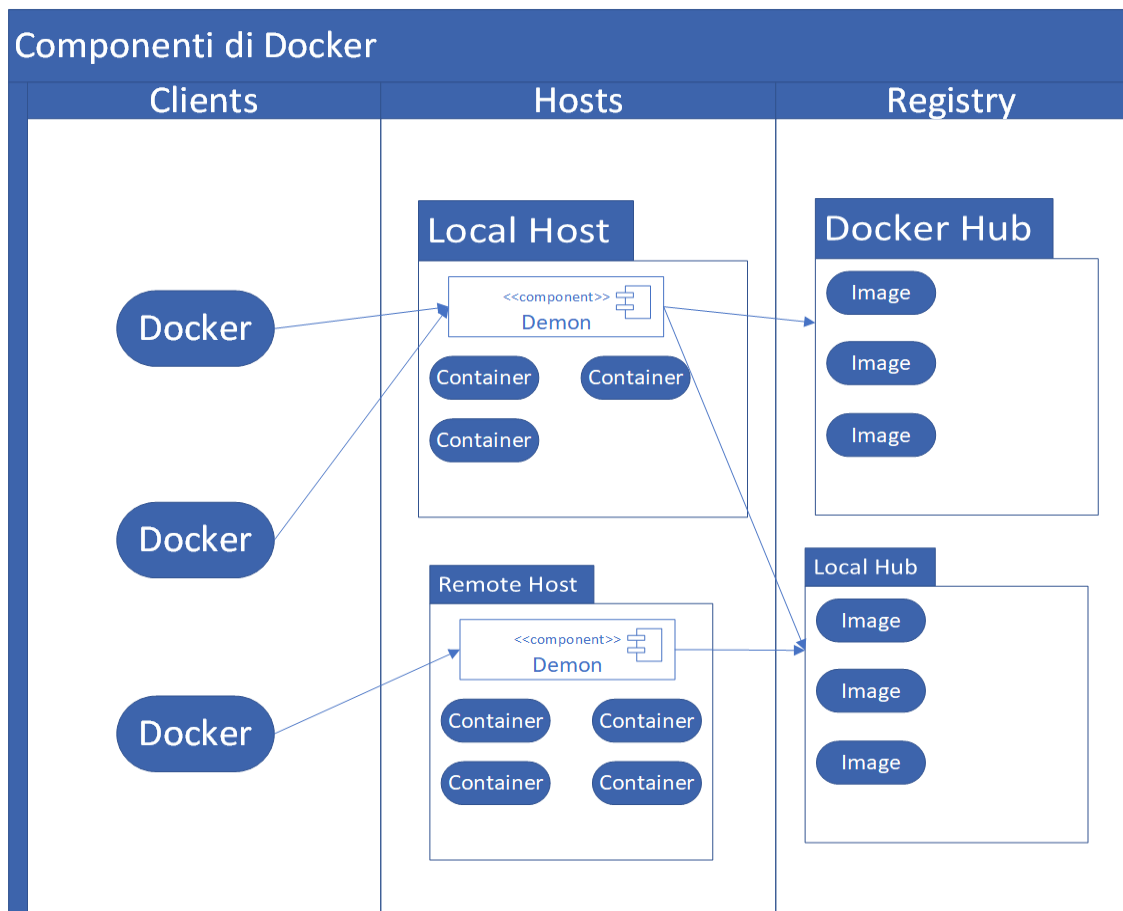 Componenti di Docker
Clients
Hosts
Registry
Docker
Docker
Docker
Local Host
<<component>>
Demon
Container
Container
Container
Remote Host
<<component>>
Demon
Container
Container
Container
Container
Docker Hub
Image
Image
Image
Local Hub
Image
Image
Image